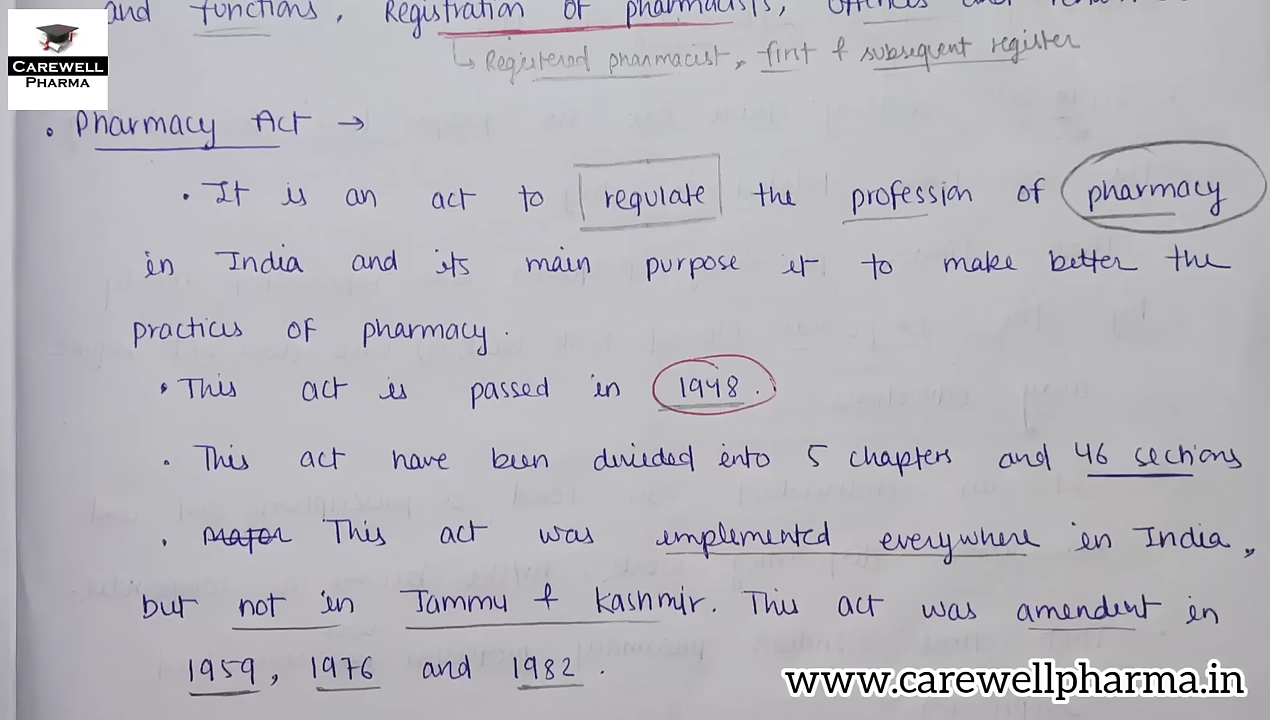 and functions, Registration of pharmacists, offences and
CAREWELL
PHARMA
↳ Registered pharmacist, first & subsequent register
• Pharmacy Act →
• It is an act to regulate the profession of pharmacy
in India and its main purpose it to make better the
practices of pharmacy.
• This act is passed in 1948.
• This act have been devieded into 5 chapters and 46 sections
• Major This act was implemented everywhere in India,
but not in Jammu & Kashmir. This act was amendent in
1959, 1976 and 1982.
www.carewellpharma.in